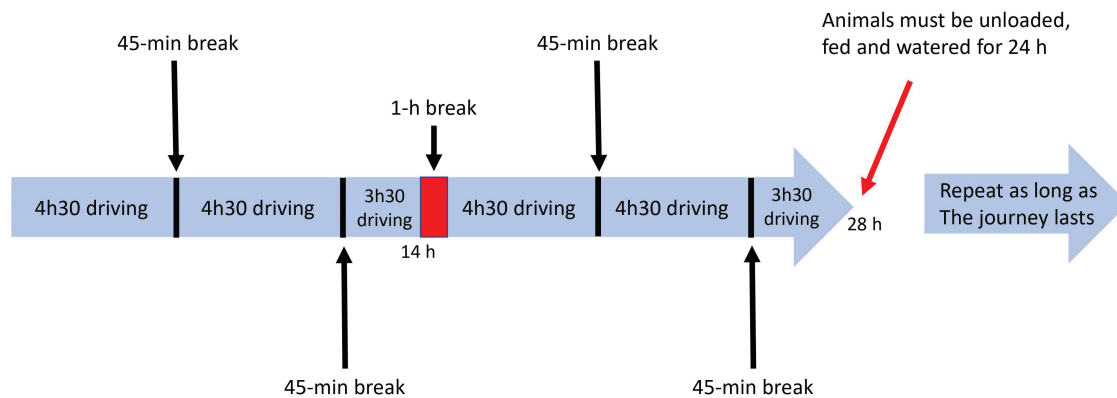 Animals must be unloaded,
fed and watered for 24 h
45-min break
45-min break
1-h break
4h30 driving
4h30 driving
3h30
driving
4h30 driving
4h30 driving
3h30
driving
Repeat as long as
The journey lasts
14 h
28 h
45-min break
45-min break